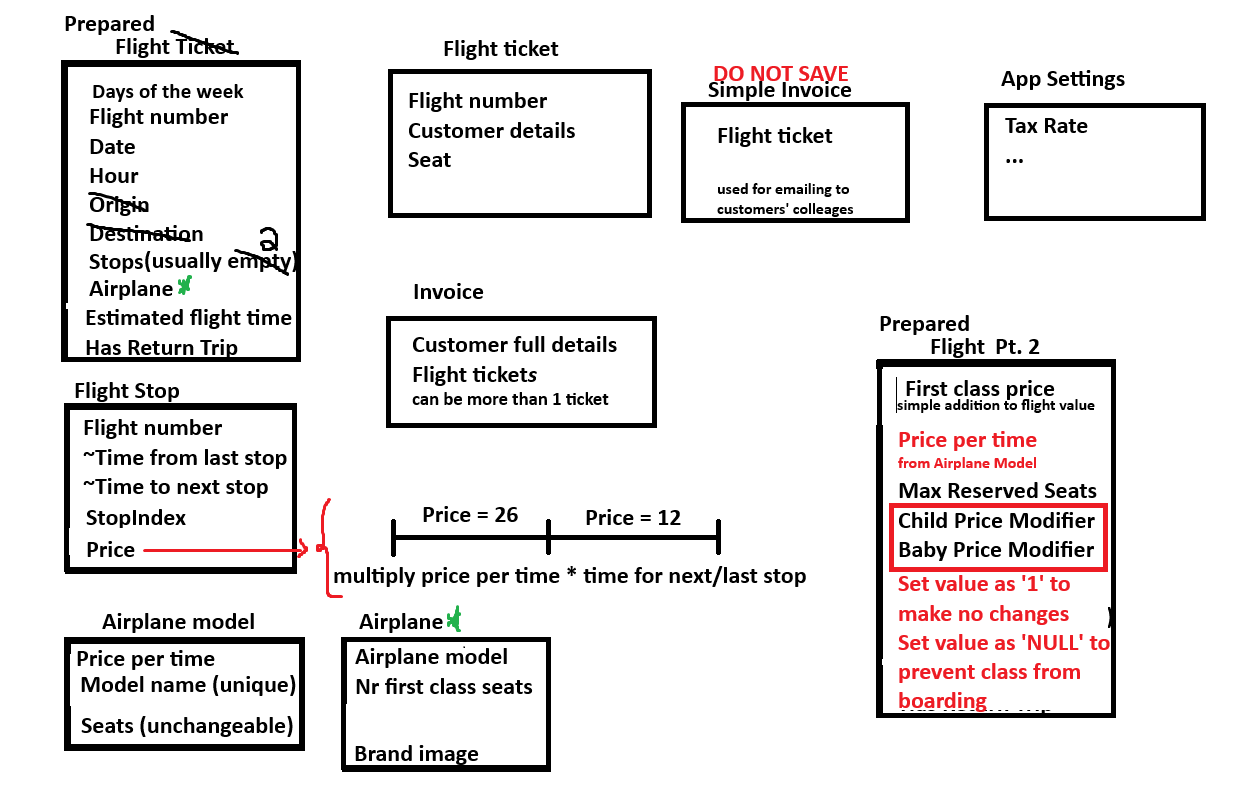 Prepared
Flight Ticket
Days of the week
Flight number
Date
Hour
Origin
Destination
2
Stops(usually empty)
Airplane
Estimated flight time
Has Return Trip
Flight ticket
Flight number
Customer details
Seat
DO NOT SAVE
Simple Invoice
Flight ticket
used for emailing to
customers' colleages
App Settings
Tax Rate
...
Flight Stop
Flight number
~Time from last stop
~Time to next stop
StopIndex
Price
Invoice
Customer full details
Flight tickets
can be more than 1 ticket
Price = 26
Price = 12
multiply price per time * time for next/last stop
Prepared
Flight Pt. 2
First class price
simple addition to flight value
Price per time
from Airplane Model
Max Reserved Seats
Child Price Modifier
Baby Price Modifier
Set value as '1' to
make no changes
Set value as 'NULL' to
prevent class from
boarding
Airplane model
Price per time
Model name (unique)
Seats (unchangeable)
Airplane
Airplane model
Nr first class seats
Brand image